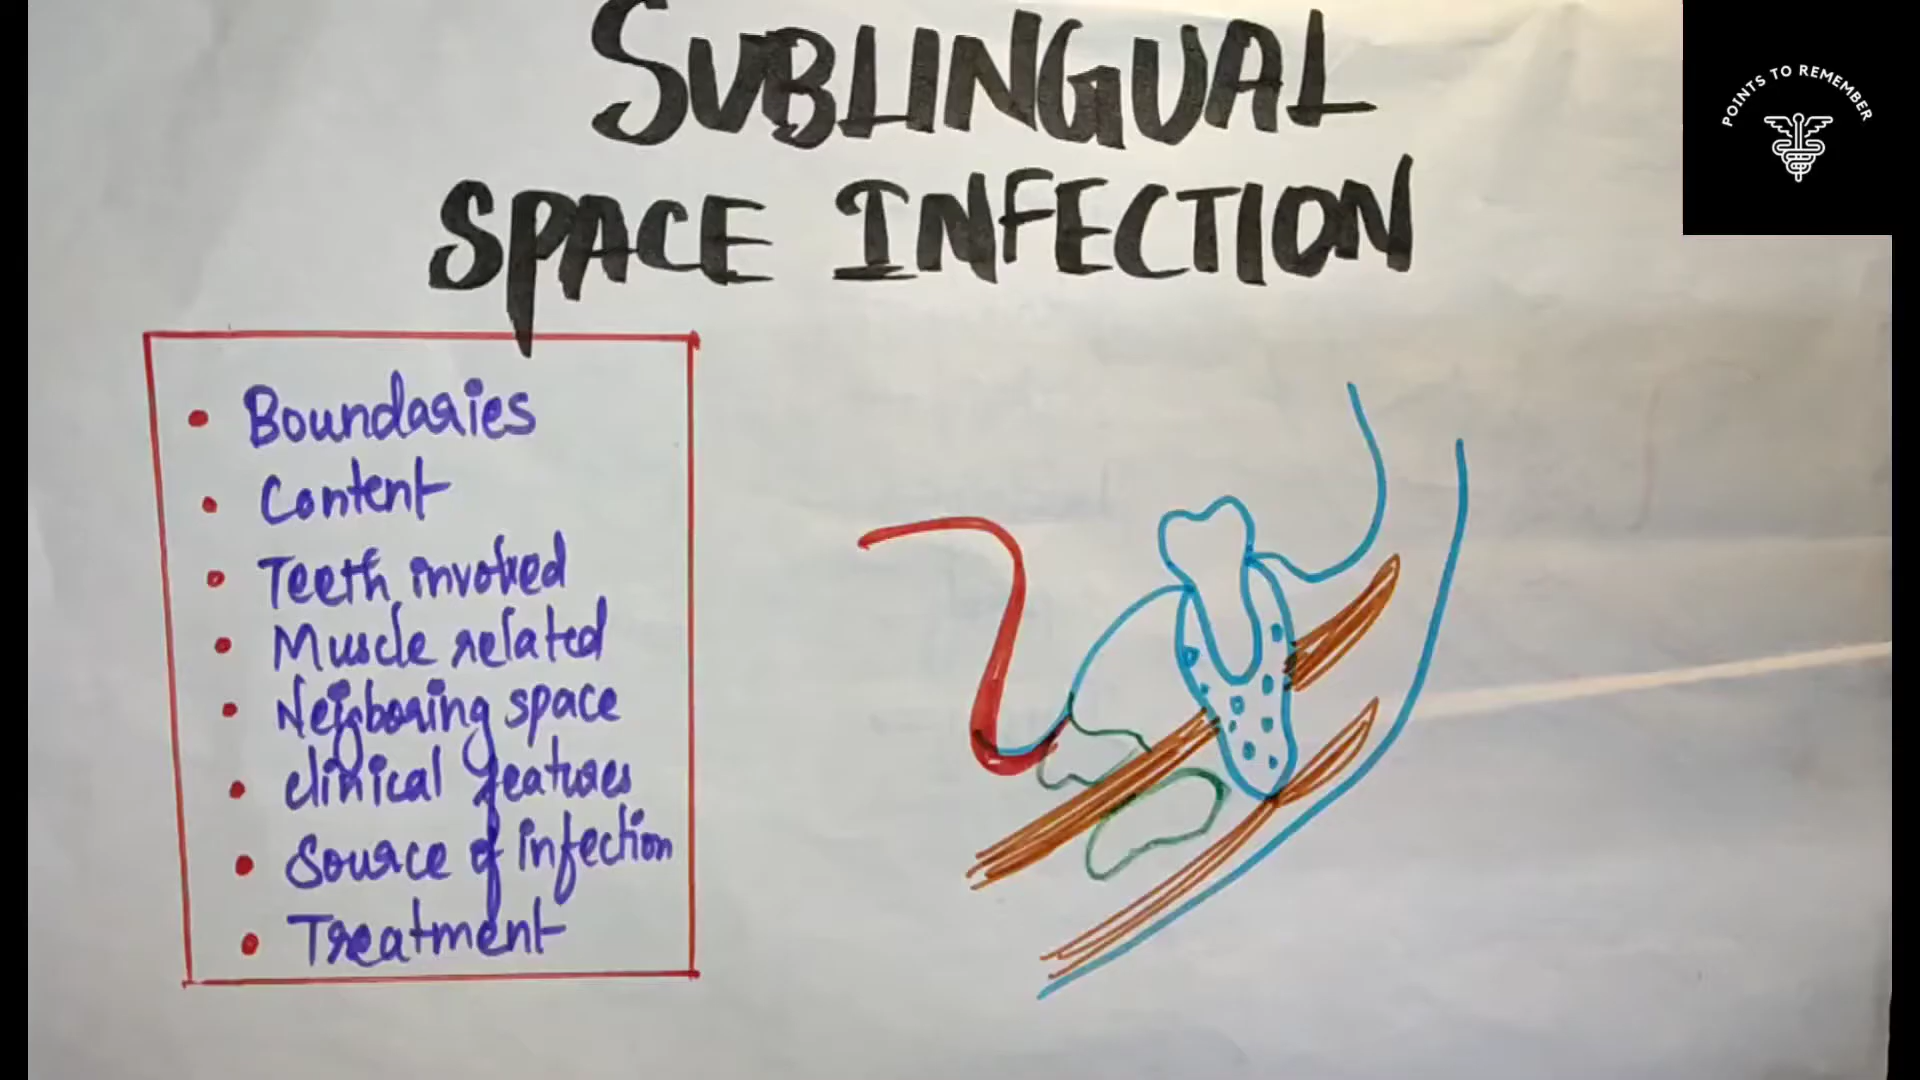 SUBLINGUAL
SPACE INFECTION
POINTS TO REMEMBER
• Boundaries
• Content
• Teeth involved
• Muscle related
• Neigboring space
• clinical features
• Source of infection
• Treatment